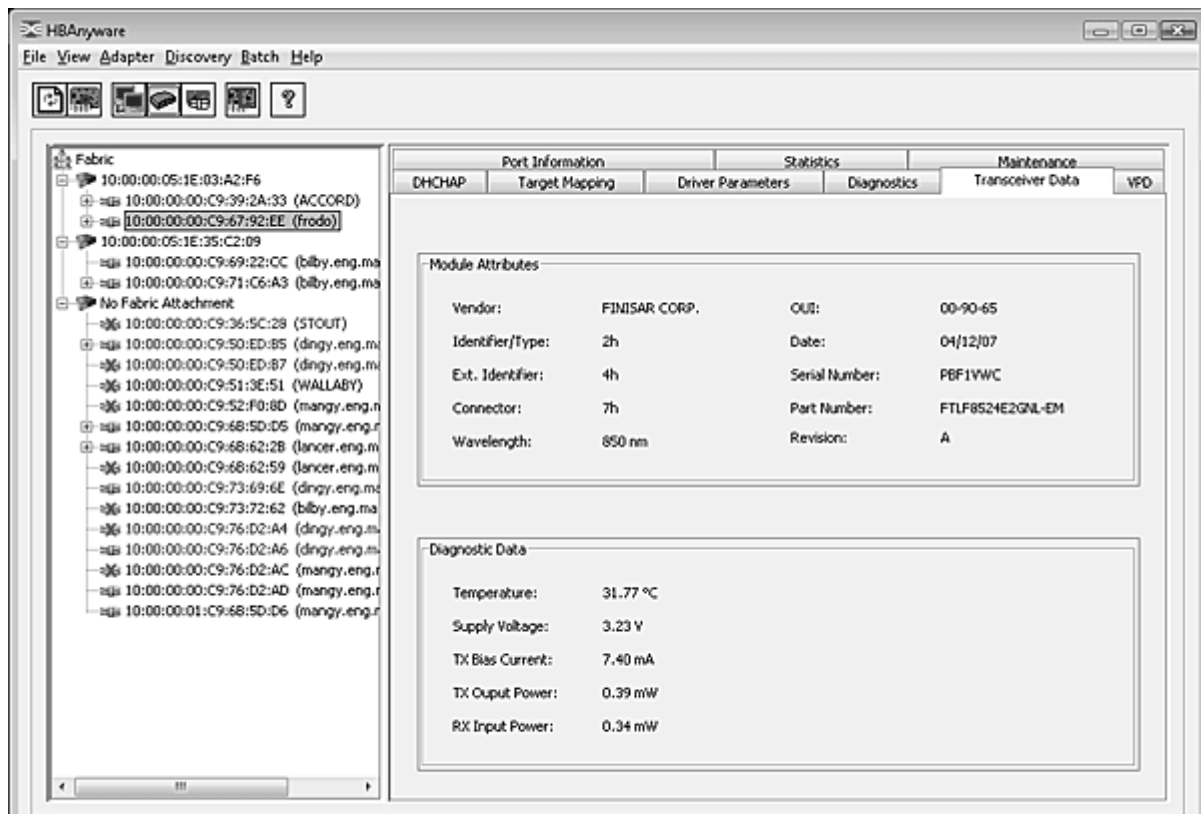 HBAnyware
File View Adapter Discovery Batch Help
?
Fabric
10:00:00:05:1E:03:A2:F6
10:00:00:00:C9:39:2A:33 (ACCORD)
10:00:00:00:C9:67:92:EE (frodo)
10:00:00:05:1E:35:C2:09
10:00:00:00:C9:69:22:CC (bilby.eng.ma
10:00:00:00:C9:71:C6:A3 (bilby.eng.ma
No Fabric Attachment
10:00:00:00:C9:36:5C:28 (STOUT)
10:00:00:00:C9:50:ED:B5 (dingy.eng.ma
10:00:00:00:C9:50:ED:B7 (dingy.eng.ma
10:00:00:00:C9:51:3E:51 (WALLABY)
10:00:00:00:C9:52:F0:8D (mangy.eng.n
10:00:00:00:C9:6B:5D:D5 (mangy.eng.r
10:00:00:00:C9:6B:62:2B (lancer.eng.m
10:00:00:00:C9:6B:62:59 (lancer.eng.m
10:00:00:00:C9:73:69:6E (dingy.eng.ma
10:00:00:00:C9:73:72:62 (bilby.eng.ma
10:00:00:00:C9:76:D2:A4 (dingy.eng.m
10:00:00:00:C9:76:D2:A6 (dingy.eng.m
10:00:00:00:C9:76:D2:AC (mangy.eng.r
10:00:00:00:C9:76:D2:AD (mangy.eng.r
10:00:00:01:C9:6B:5D:D6 (mangy.eng.r
Port Information Statistics Maintenance
DHCHAP Target Mapping Driver Parameters Diagnostics Transceiver Data VPD
Module Attributes
Vendor: FINISAR CORP. OUI: 00-90-65
Identifier/Type: 2h Date: 04/12/07
Ext. Identifier: 4h Serial Number: PBF1VWC
Connector: 7h Part Number: FTLF8524E2GNL-EM
Wavelength: 850 nm Revision: A
Diagnostic Data
Temperature: 31.77 °C
Supply Voltage: 3.23 V
TX Bias Current: 7.40 mA
TX Ouput Power: 0.39 mW
RX Input Power: 0.34 mW